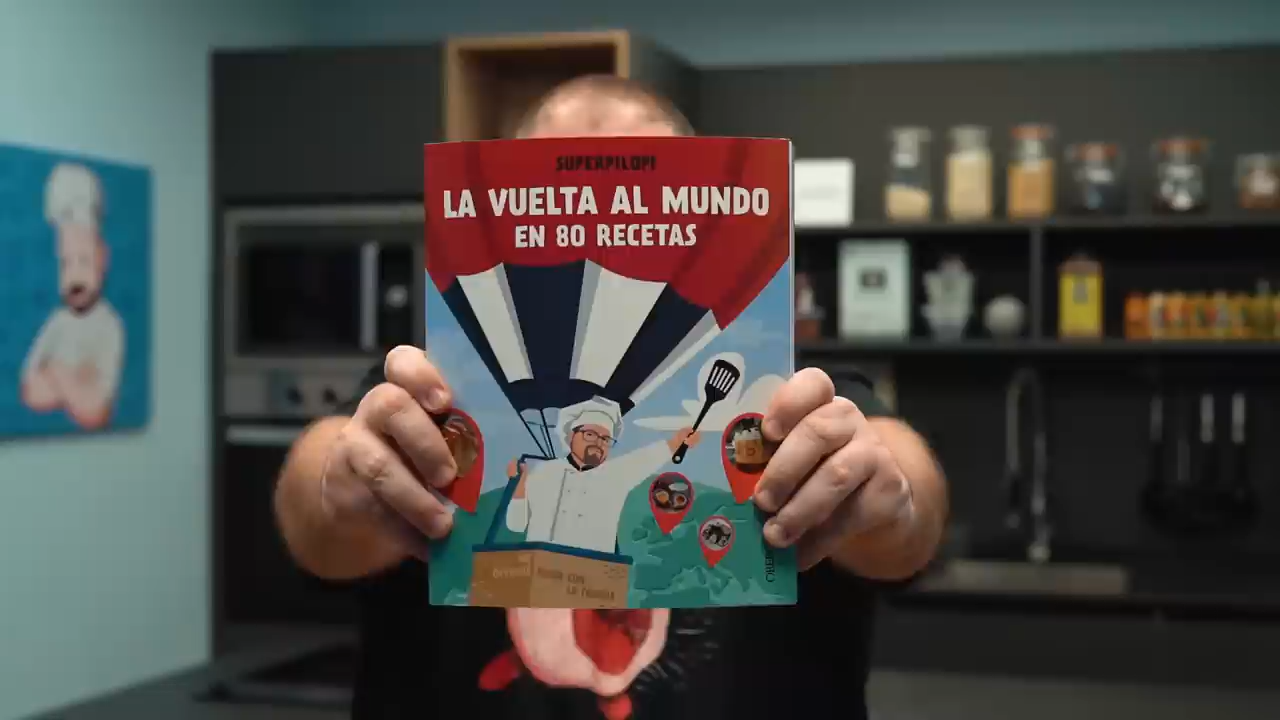 SUPERPILOPI
LA VUELTA AL MUNDO
EN 80 RECETAS